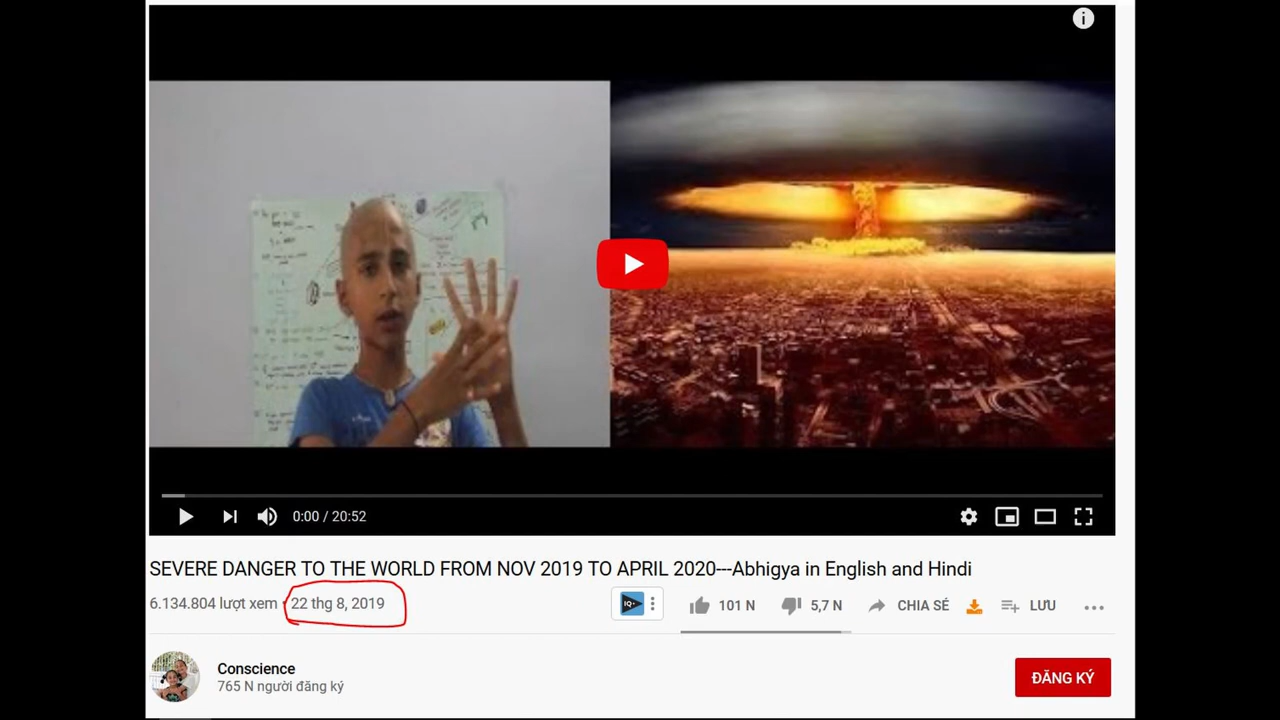 0:00 / 20:52
SEVERE DANGER TO THE WORLD FROM NOV 2019 TO APRIL 2020---Abhigya in English and Hindi
6.134.804 lượt xem • 22 thg 8, 2019
IQ+
101 N
5,7 N
CHIA SẺ
LƯU
Conscience
765 N người đăng ký
ĐĂNG KÝ